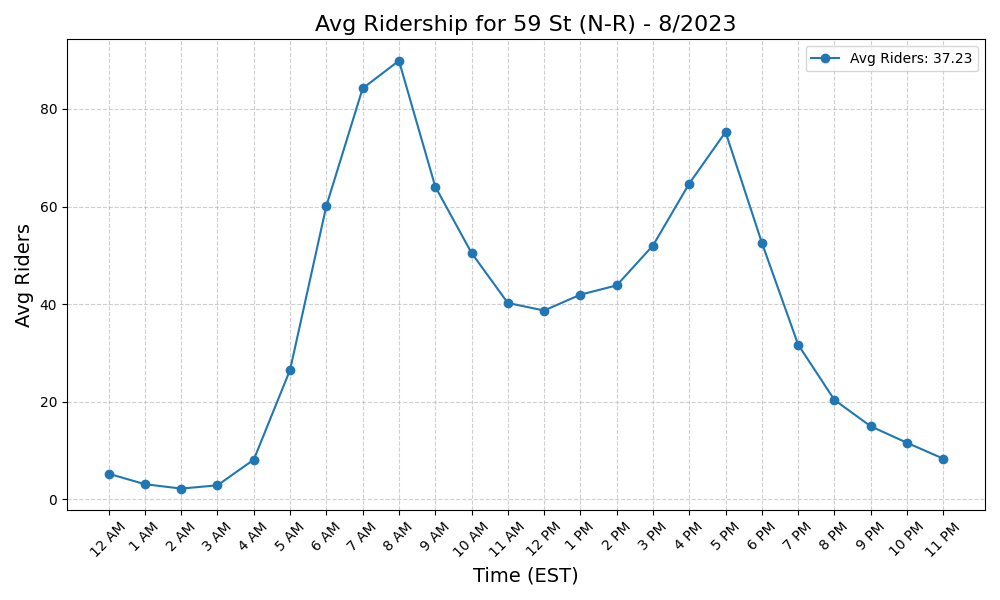 Avg Ridership for 59 St (N-R) - 8/2023
Avg Riders: 37.23
Avg Riders
80
60
40
20
0
12 AM
1 AM
2 AM
3 AM
4 AM
5 AM
6 AM
7 AM
8 AM
9 AM
10 AM
11 AM
12 PM
1 PM
2 PM
3 PM
4 PM
5 PM
6 PM
7 PM
8 PM
9 PM
10 PM
11 PM
Time (EST)